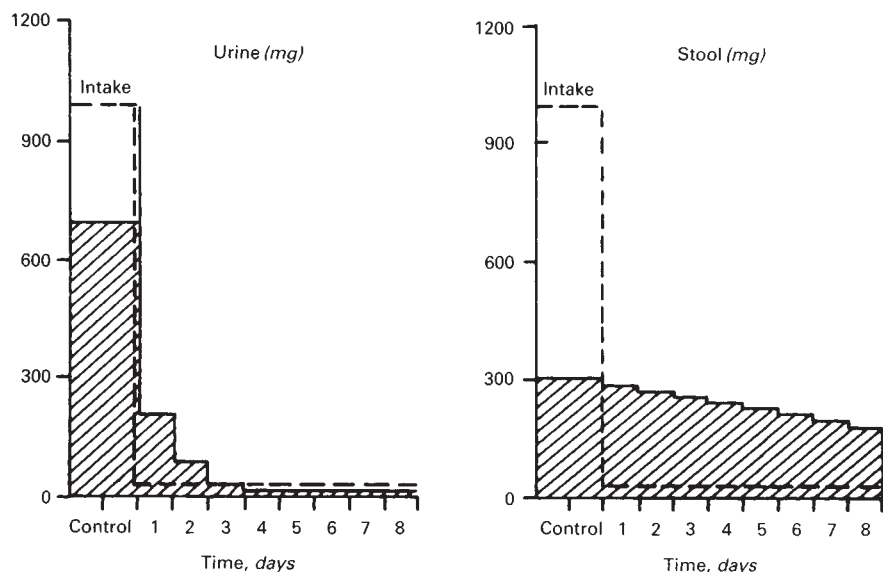 Urine (mg)
1200
Intake
900
600
300
0
Control 1 2 3 4 5 6 7 8
Time, days
Stool (mg)
1200
Intake
900
600
300
0
Control 1 2 3 4 5 6 7 8
Time, days